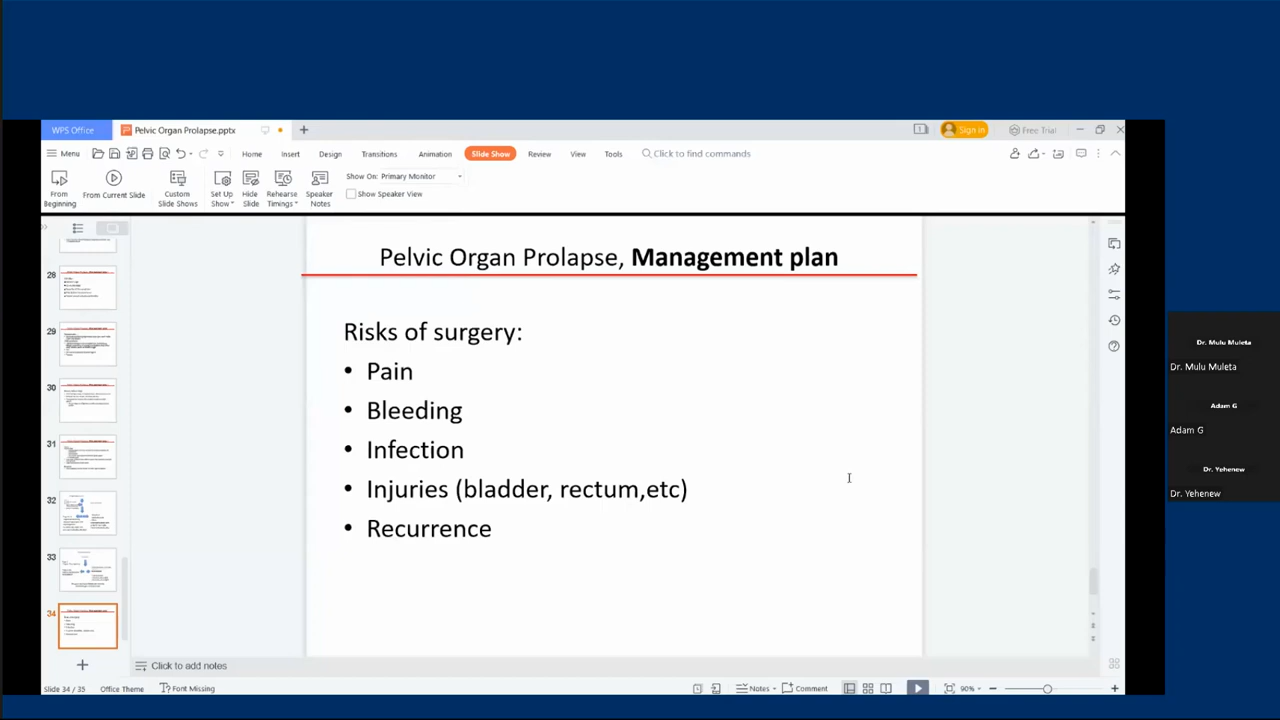 WPS Office
Pelvic Organ Prolapse.pptx
Sign in
Free Trial
Menu
Home
Insert
Design
Transitions
Animation
Slide Show
Review
View
Tools
Click to find commands
From Beginning
From Current Slide
Custom Slide Shows
Set Up Show
Hide Slide
Rehearse Timings
Speaker Notes
Show On: Primary Monitor
Show Speaker View
28
29
30
31
32
33
34
Pelvic Organ Prolapse, Management plan
Risks of surgery:
• Pain
• Bleeding
• Infection
• Injuries (bladder, rectum,etc)
• Recurrence
Dr. Mulu Muleta
Dr. Mulu Muleta
Adam G
Adam G
Dr. Yehenew
Dr. Yehenew
Click to add notes
Slide 34 / 35
Office Theme
Font Missing
Notes
Comment
90%